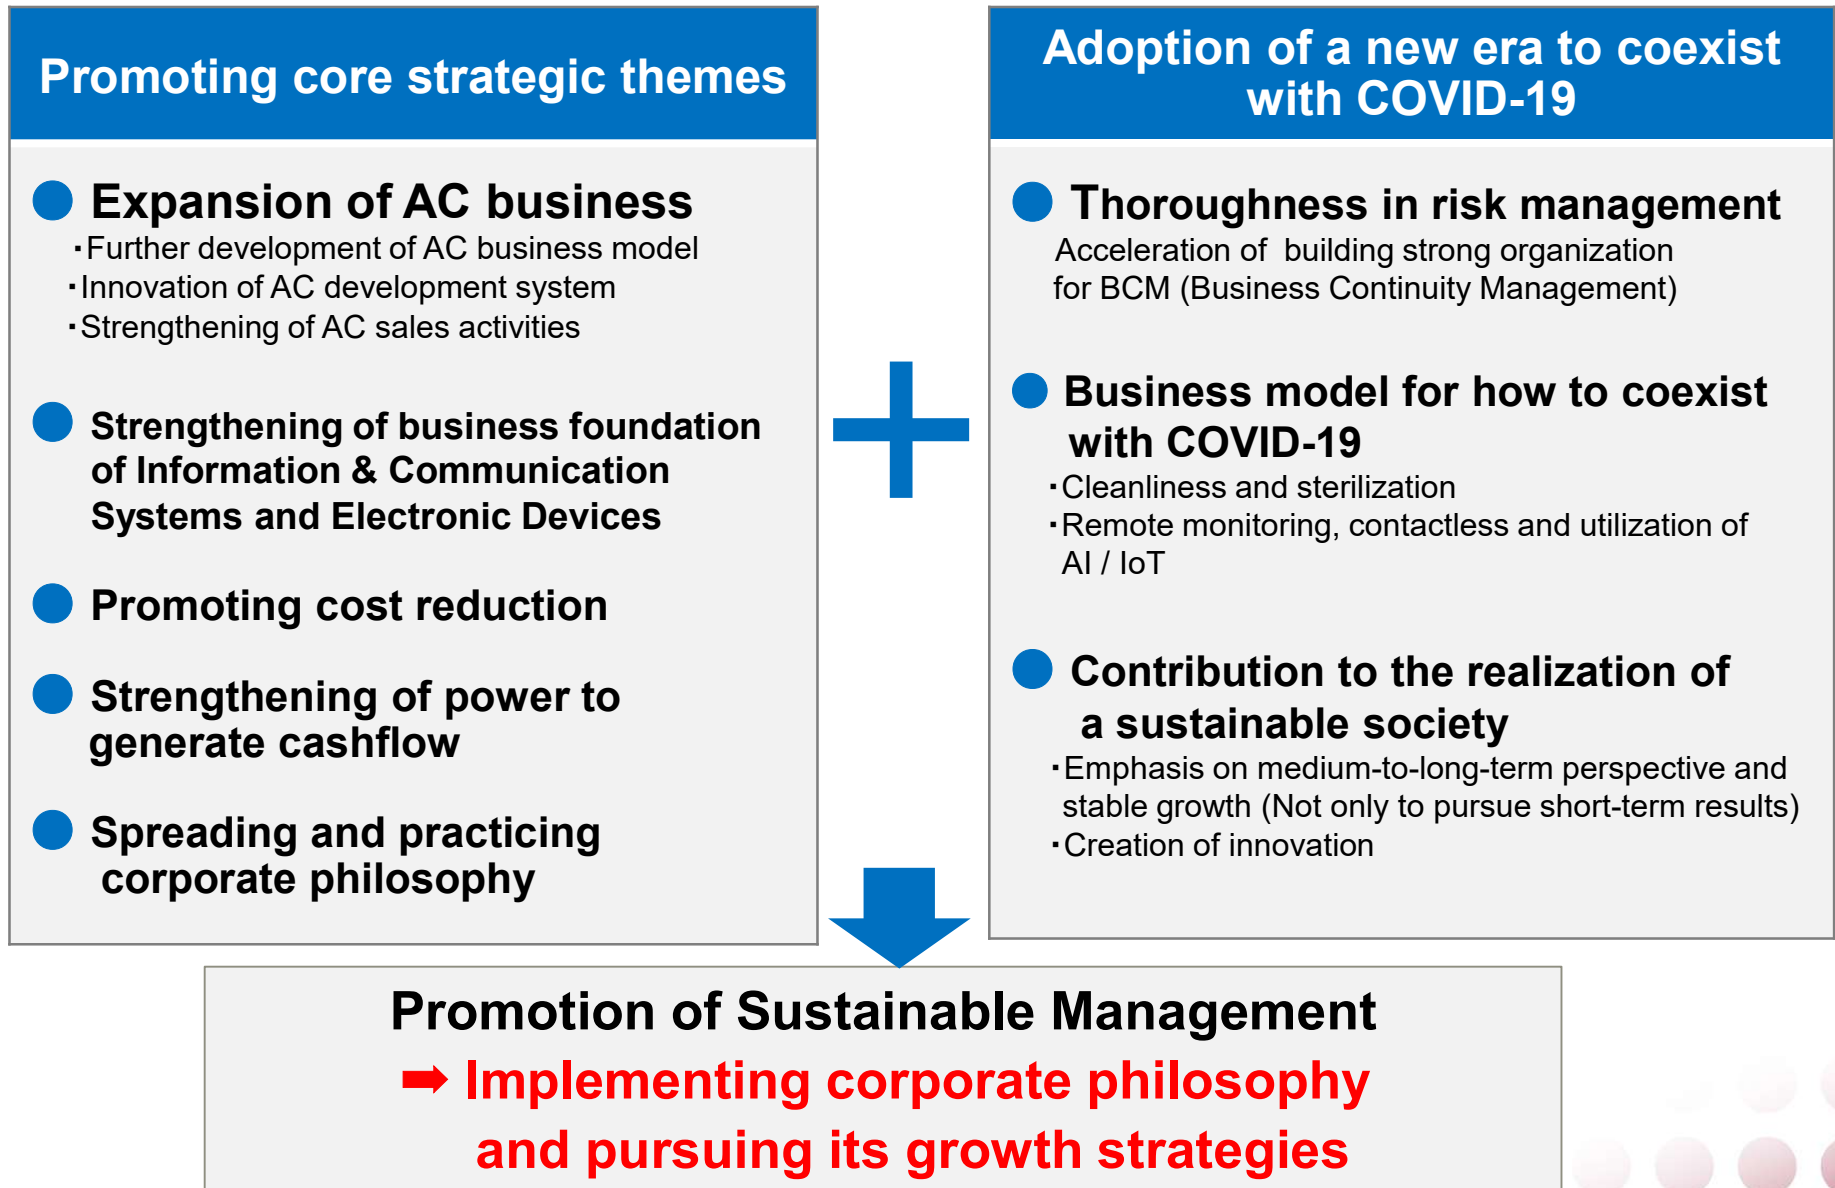 Promoting core strategic themes
● Expansion of AC business
・Further development of AC business model
・Innovation of AC development system
・Strengthening of AC sales activities
● Strengthening of business foundation
of Information & Communication
Systems and Electronic Devices
● Promoting cost reduction
● Strengthening of power to
generate cashflow
● Spreading and practicing
corporate philosophy
Adoption of a new era to coexist
with COVID-19
● Thoroughness in risk management
Acceleration of building strong organization
for BCM (Business Continuity Management)
● Business model for how to coexist
with COVID-19
・Cleanliness and sterilization
・Remote monitoring, contactless and utilization of
AI / IoT
● Contribution to the realization of
a sustainable society
・Emphasis on medium-to-long-term perspective and
stable growth (Not only to pursue short-term results)
・Creation of innovation
Promotion of Sustainable Management
➡ Implementing corporate philosophy
and pursuing its growth strategies